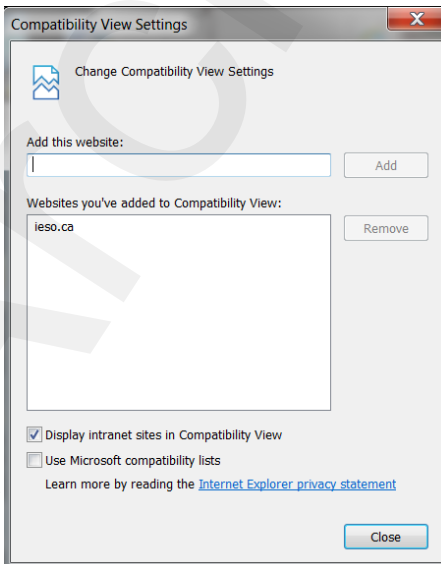 Compatibility View Settings
Change Compatibility View Settings
Add this website:
Add
Websites you've added to Compatibility View:
ieso.ca
Remove
Display intranet sites in Compatibility View
Use Microsoft compatibility lists
Learn more by reading the Internet Explorer privacy statement
Close